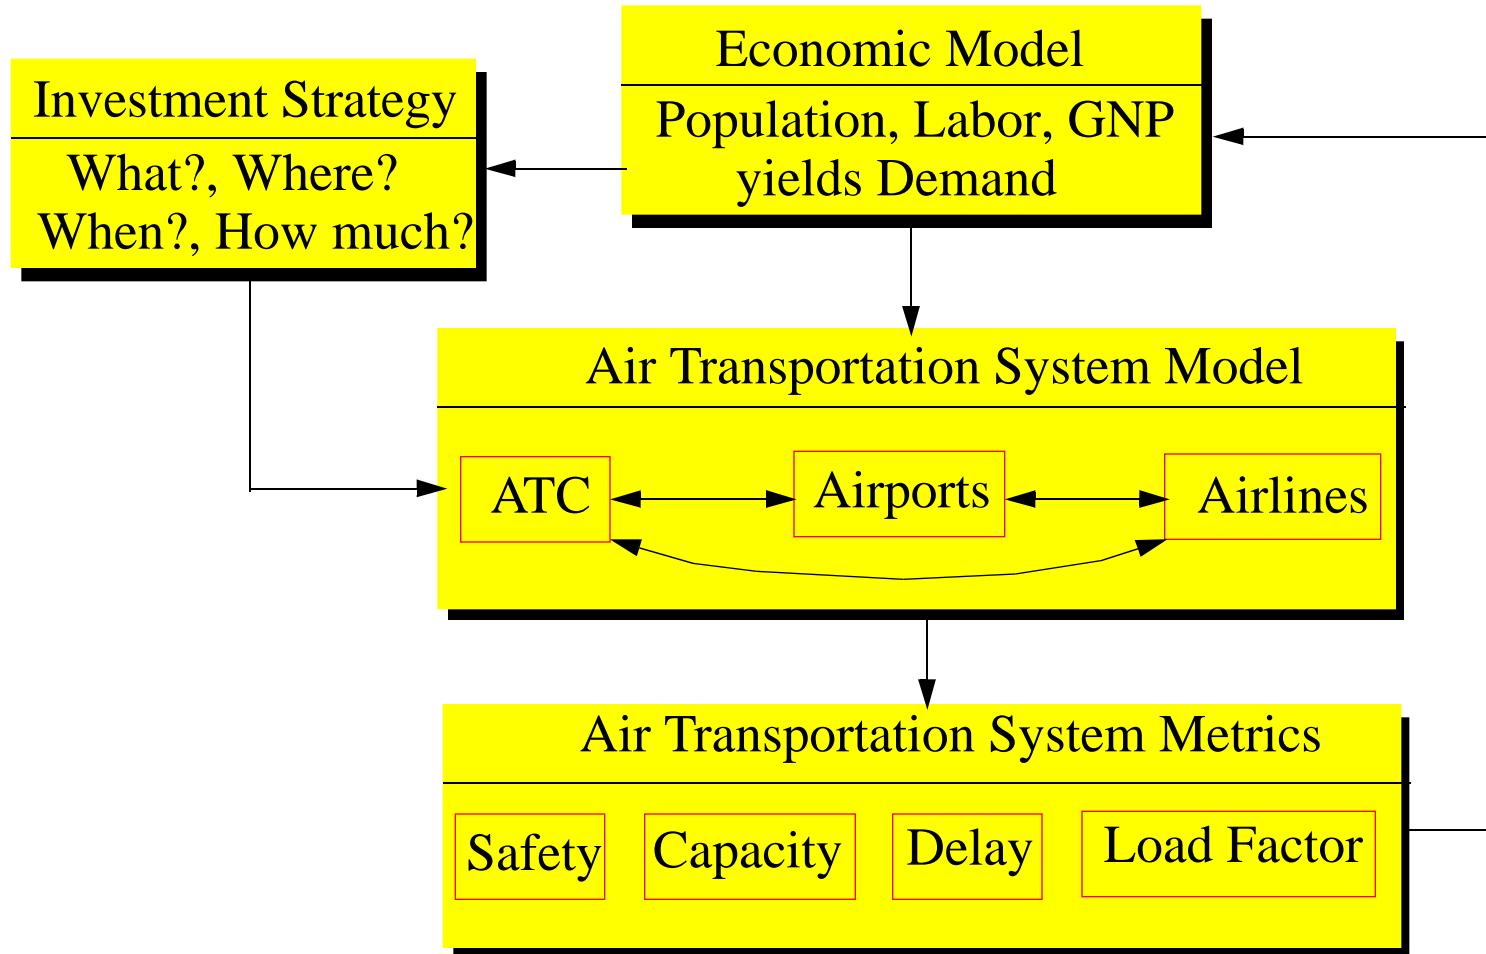 Economic Model
Population, Labor, GNP
yields Demand
Investment Strategy
What?, Where?
When?, How much?
Air Transportation System Model
ATC
Airports
Airlines
Air Transportation System Metrics
Safety
Capacity
Delay
Load Factor